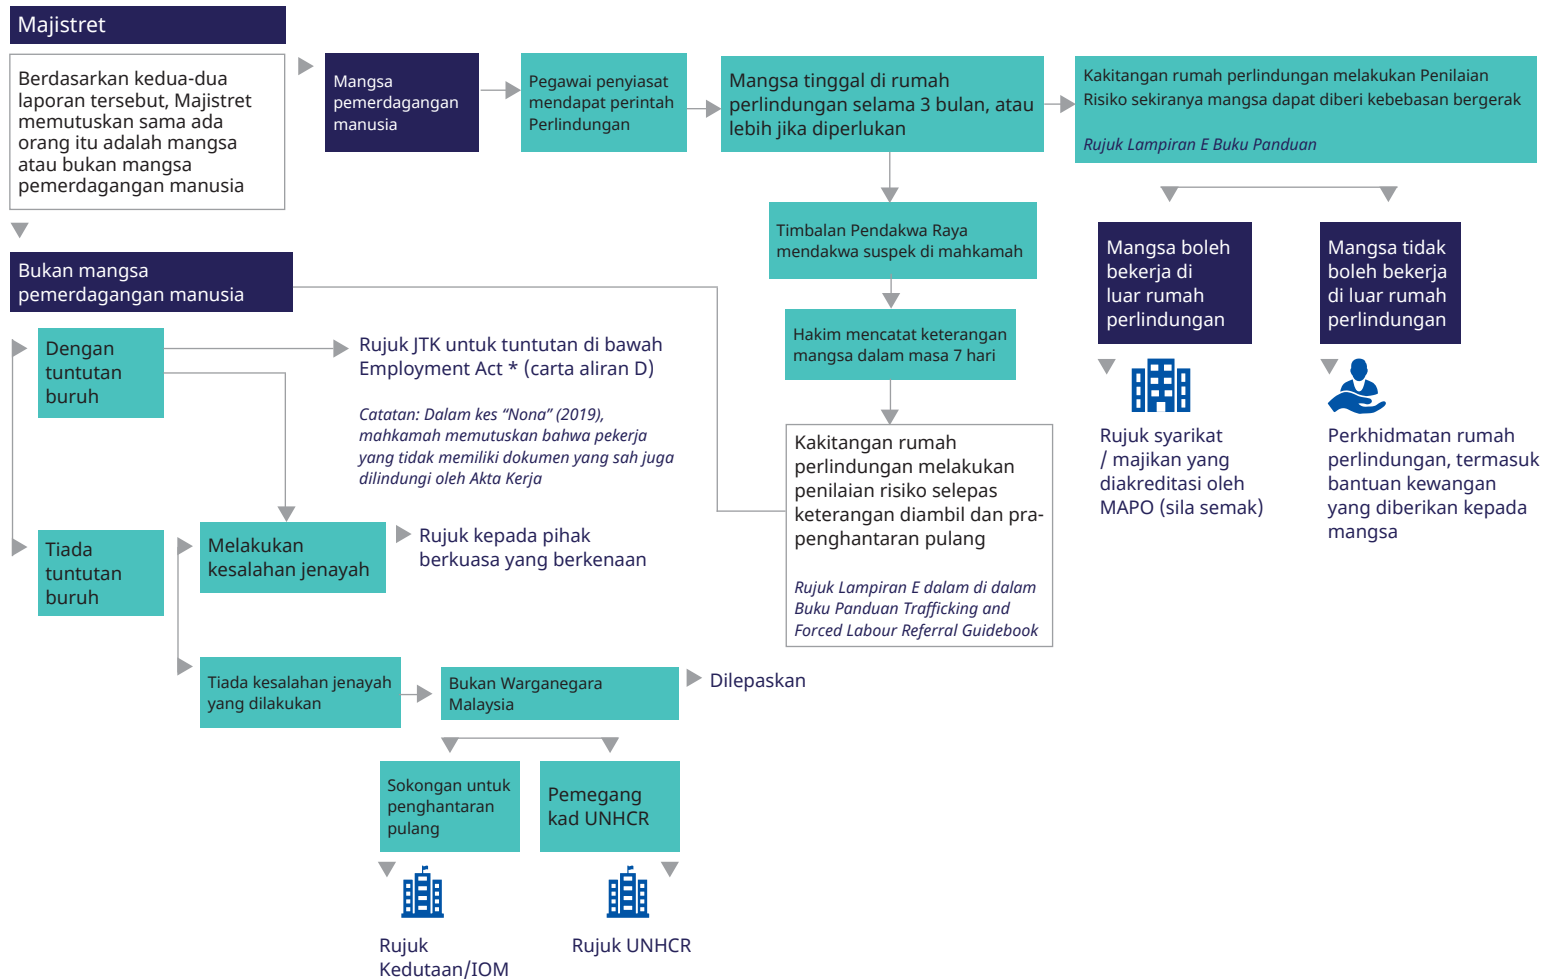 Majistret
Berdasarkan kedua-dua
laporan tersebut, Majistret
memutuskan sama ada
orang itu adalah mangsa
atau bukan mangsa
pemerdagangan manusia
Mangsa
pemerdagangan
manusia
Pegawai penyiasat
mendapat perintah
Perlindungan
Mangsa tinggal di rumah
perlindungan selama 3 bulan, atau
lebih jika diperlukan
Kakitangan rumah perlindungan melakukan Penilaian
Risiko sekiranya mangsa dapat diberi kebebasan bergerak
Rujuk Lampiran E Buku Panduan
Timbalan Pendakwa Raya
mendakwa suspek di mahkamah
Hakim mencatat keterangan
mangsa dalam masa 7 hari
Kakitangan rumah
perlindungan melakukan
penilaian risiko selepas
keterangan diambil dan pra-
penghantaran pulang
Rujuk Lampiran E dalam di dalam
Buku Panduan Trafficking and
Forced Labour Referral Guidebook
Mangsa boleh
bekerja di
luar rumah
perlindungan
Rujuk syarikat
/ majikan yang
diakreditasi oleh
MAPO (sila semak)
Mangsa tidak
boleh bekerja
di luar rumah
perlindungan
Perkhidmatan rumah
perlindungan, termasuk
bantuan kewangan
yang diberikan kepada
mangsa
Bukan mangsa
pemerdagangan manusia
Dengan
tuntutan
buruh
Rujuk JTK untuk tuntutan di bawah
Employment Act * (carta aliran D)
Catatan: Dalam kes “Nona” (2019),
mahkamah memutuskan bahwa pekerja
yang tidak memiliki dokumen yang sah juga
dilindungi oleh Akta Kerja
Tiada
tuntutan
buruh
Melakukan
kesalahan jenayah
Rujuk kepada pihak
berkuasa yang berkenaan
Tiada kesalahan jenayah
yang dilakukan
Bukan Warganegara
Malaysia
Dilepaskan
Sokongan untuk
penghantaran
pulang
Pemegang
kad UNHCR
Rujuk
Kedutaan/IOM
Rujuk UNHCR